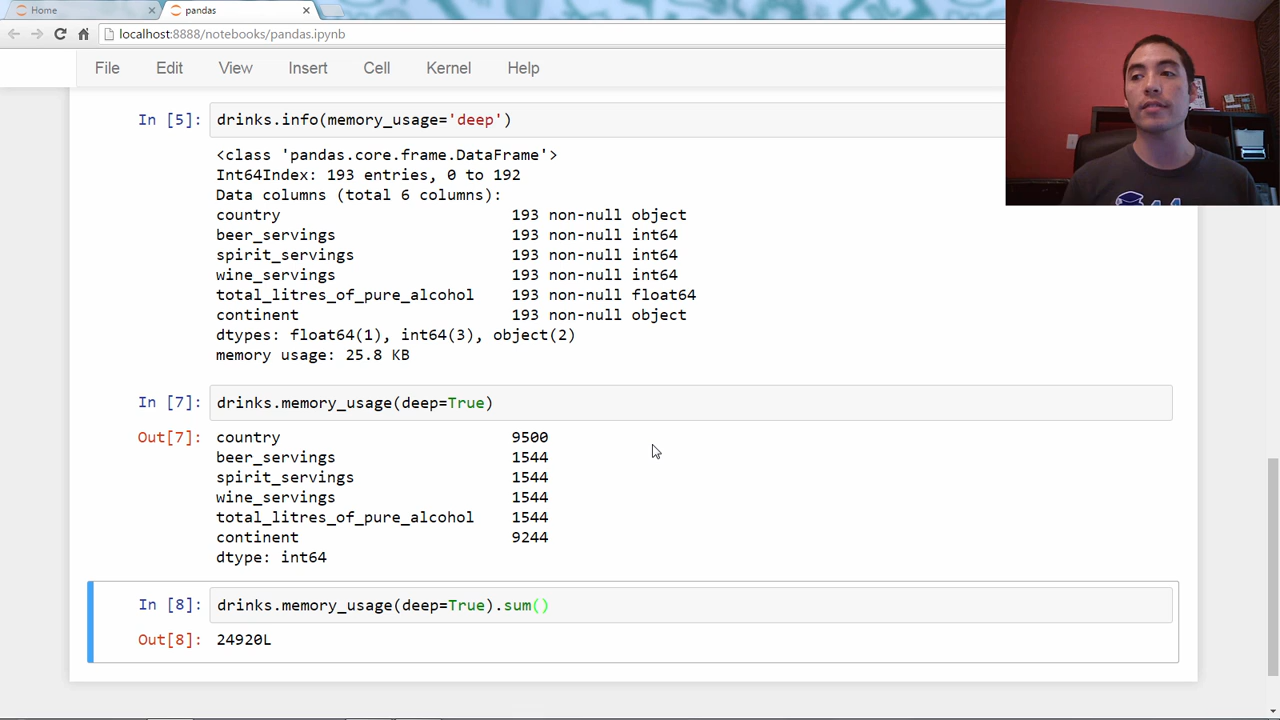 Home
pandas
localhost:8888/notebooks/pandas.ipynb
File Edit View Insert Cell Kernel Help
In [5]: drinks.info(memory_usage='deep')
<class 'pandas.core.frame.DataFrame'>
Int64Index: 193 entries, 0 to 192
Data columns (total 6 columns):
country 193 non-null object
beer_servings 193 non-null int64
spirit_servings 193 non-null int64
wine_servings 193 non-null int64
total_litres_of_pure_alcohol 193 non-null float64
continent 193 non-null object
dtypes: float64(1), int64(3), object(2)
memory usage: 25.8 KB
In [7]: drinks.memory_usage(deep=True)
Out[7]: country 9500
beer_servings 1544
spirit_servings 1544
wine_servings 1544
total_litres_of_pure_alcohol 1544
continent 9244
dtype: int64
In [8]: drinks.memory_usage(deep=True).sum()
Out[8]: 24920L